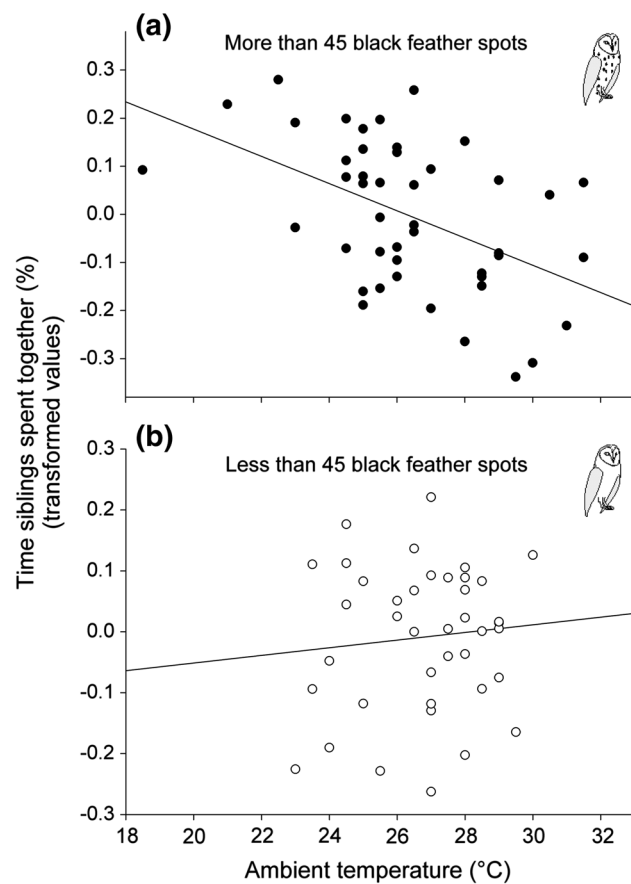 (a)
More than 45 black feather spots
0.3
0.2
0.1
0.0
-0.1
-0.2
-0.3
Time siblings spent together (%)
(transformed values)
(b)
Less than 45 black feather spots
0.3
0.2
0.1
0.0
-0.1
-0.2
-0.3
18 20 22 24 26 28 30 32
Ambient temperature (°C)